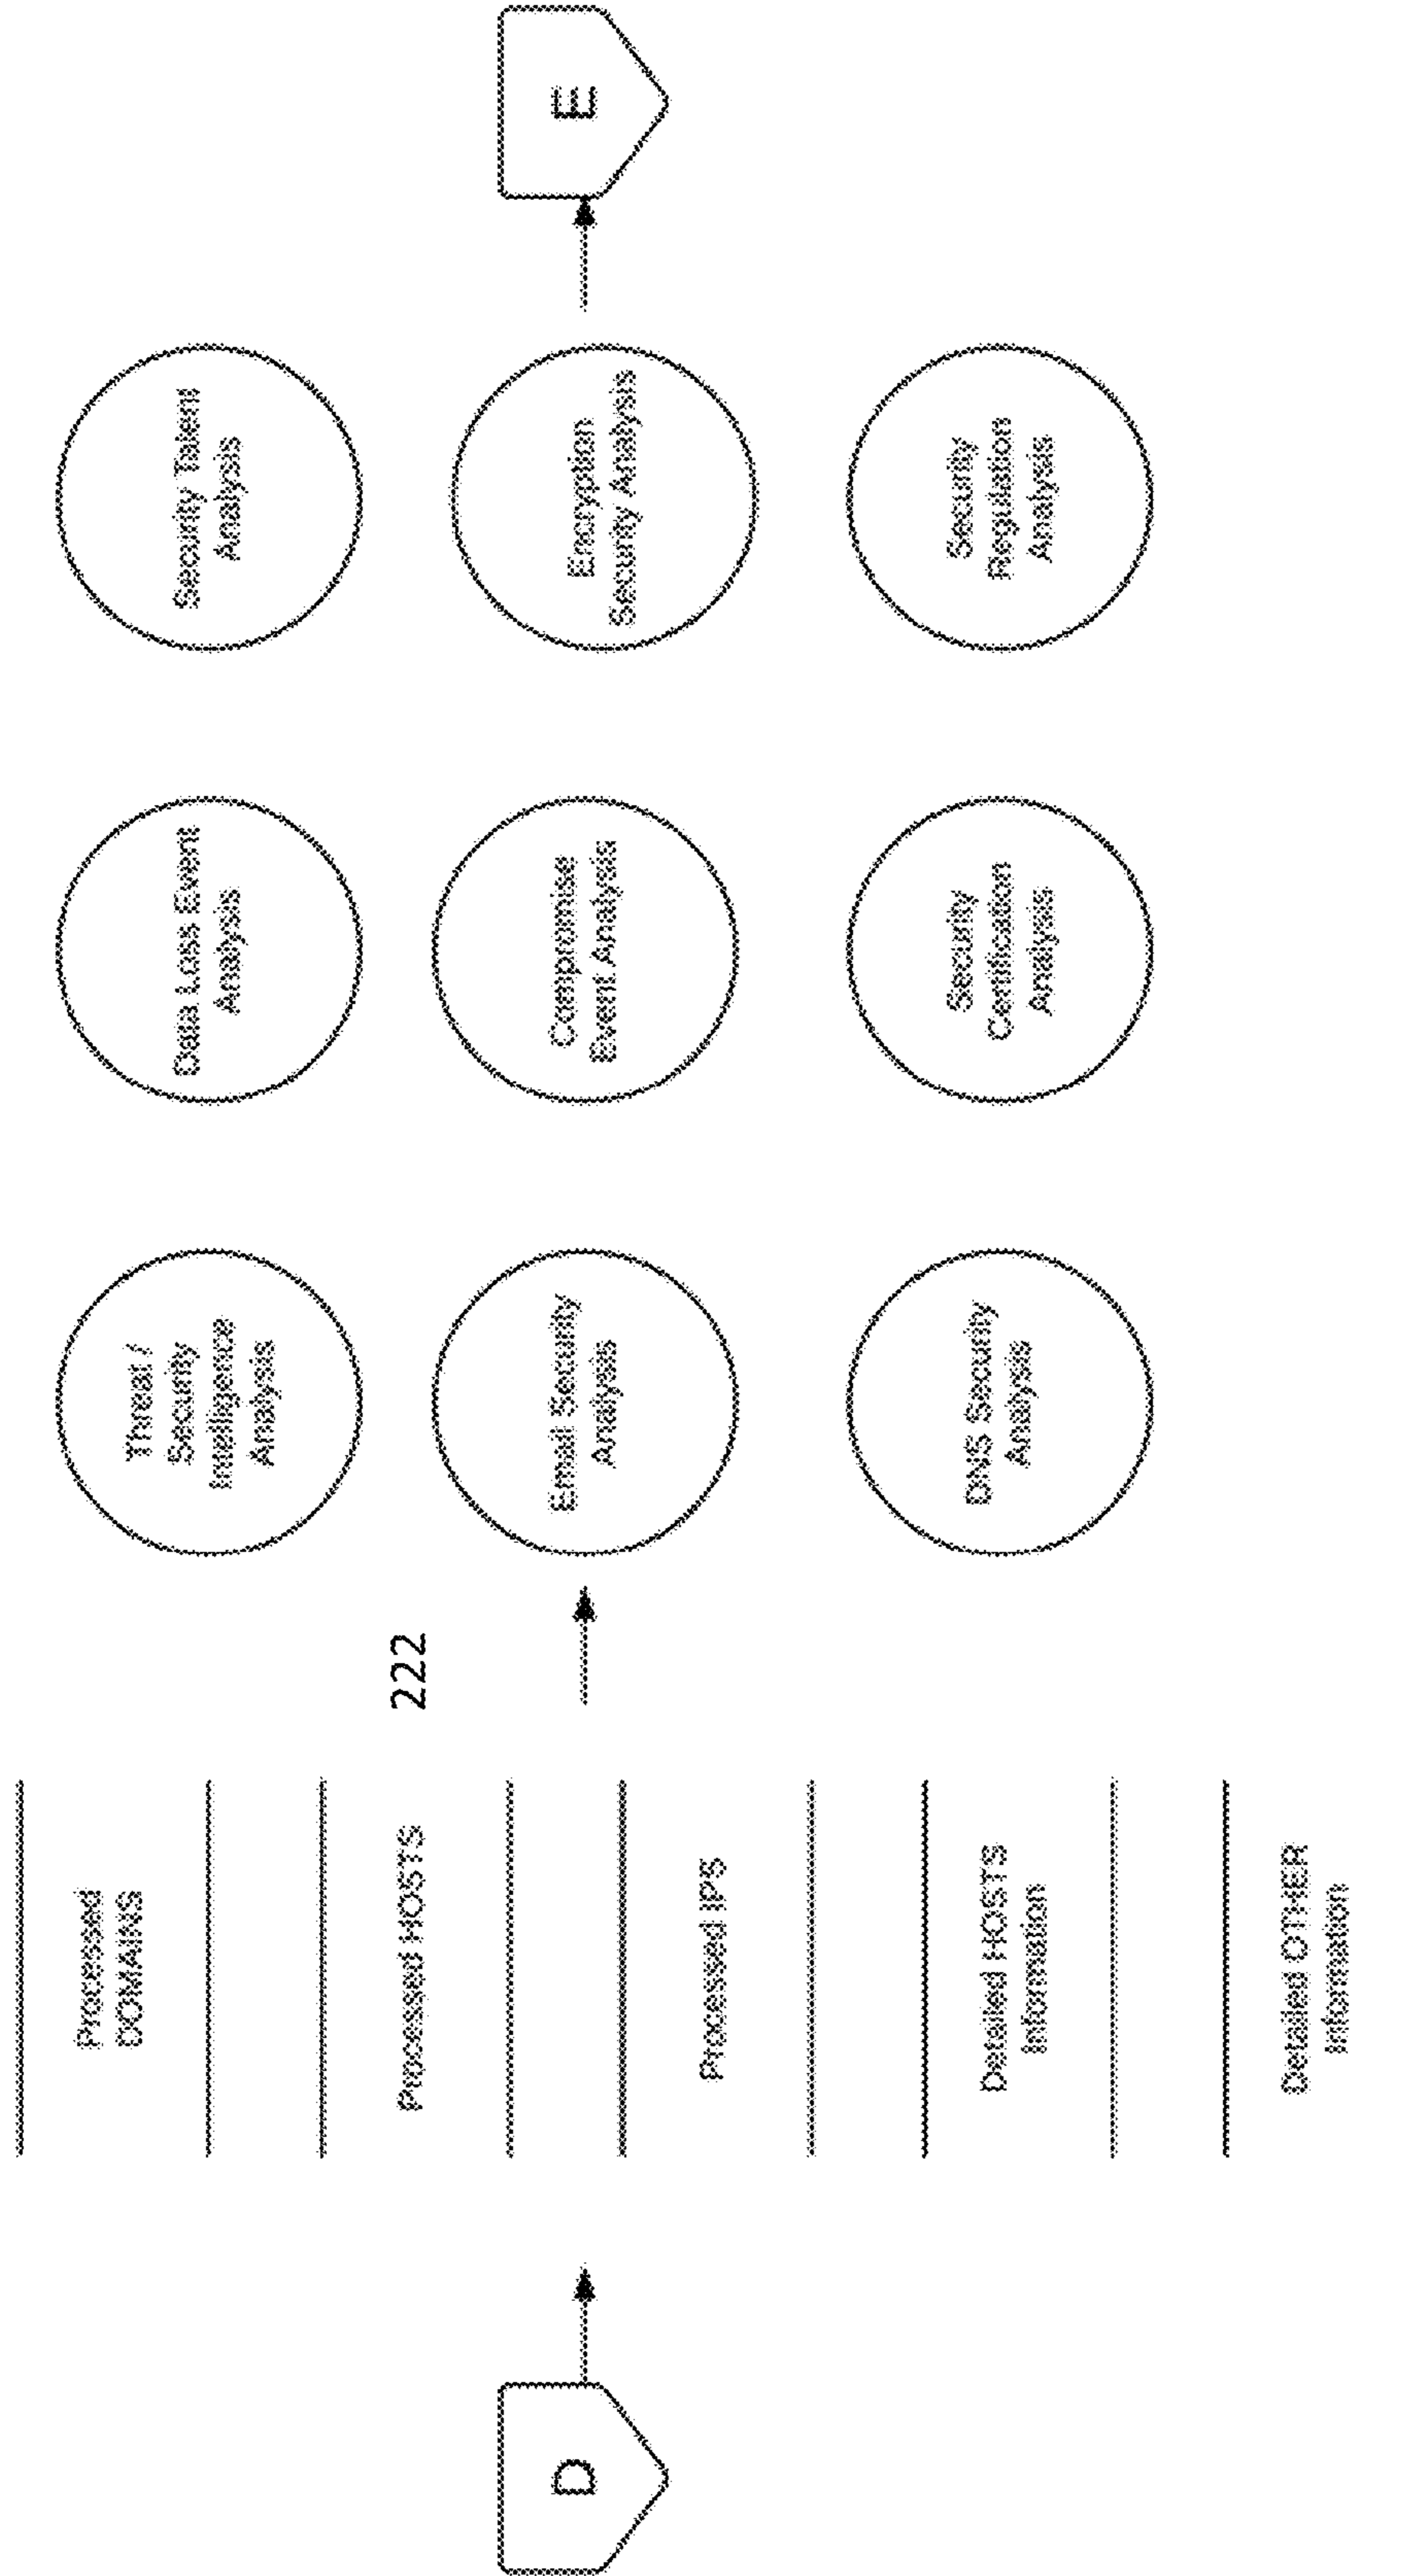 D
Processed
DOMAINS
Processed HOSTS
Processed IPS
Detailed HOSTS
Information
Detailed OTHER
Information
222
Threat /
Security
Intelligence
Analysis
Email Security
Analysis
DNS Security
Analysis
Data Loss Event
Analysis
Compromise
Event Analysis
Security
Certification
Analysis
Security Talent
Analysis
Encryption
Security Analysis
Security
Regulation
Analysis
E